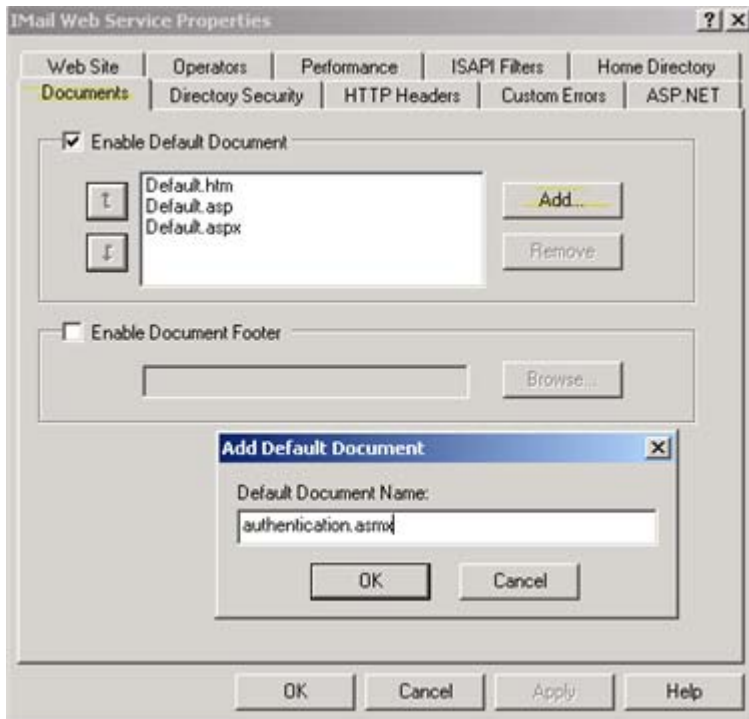 IMail Web Service Properties
Web Site Operators Performance ISAPI Filters Home Directory
Documents Directory Security HTTP Headers Custom Errors ASP.NET
Enable Default Document
Default.htm
Default.asp
Default.aspx
Add...
Remove
Enable Document Footer
Browse...
Add Default Document
Default Document Name:
authentication.asmx
OK Cancel
OK Cancel Apply Help